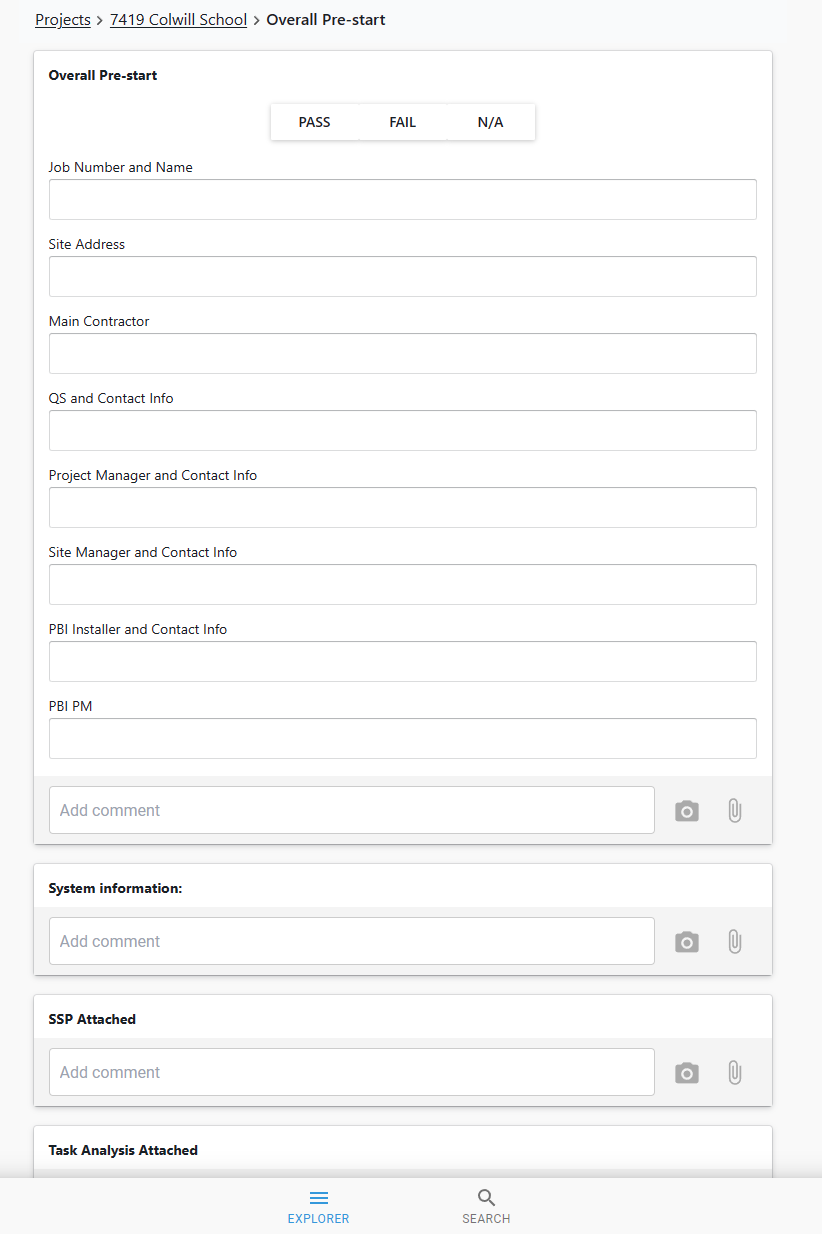 Projects > 7419 Colwill School > Overall Pre-start
Overall Pre-start
PASS FAIL N/A
Job Number and Name
Site Address
Main Contractor
QS and Contact Info
Project Manager and Contact Info
Site Manager and Contact Info
PBI Installer and Contact Info
PBI PM
Add comment
System information:
Add comment
SSP Attached
Add comment
Task Analysis Attached
EXPLORER SEARCH